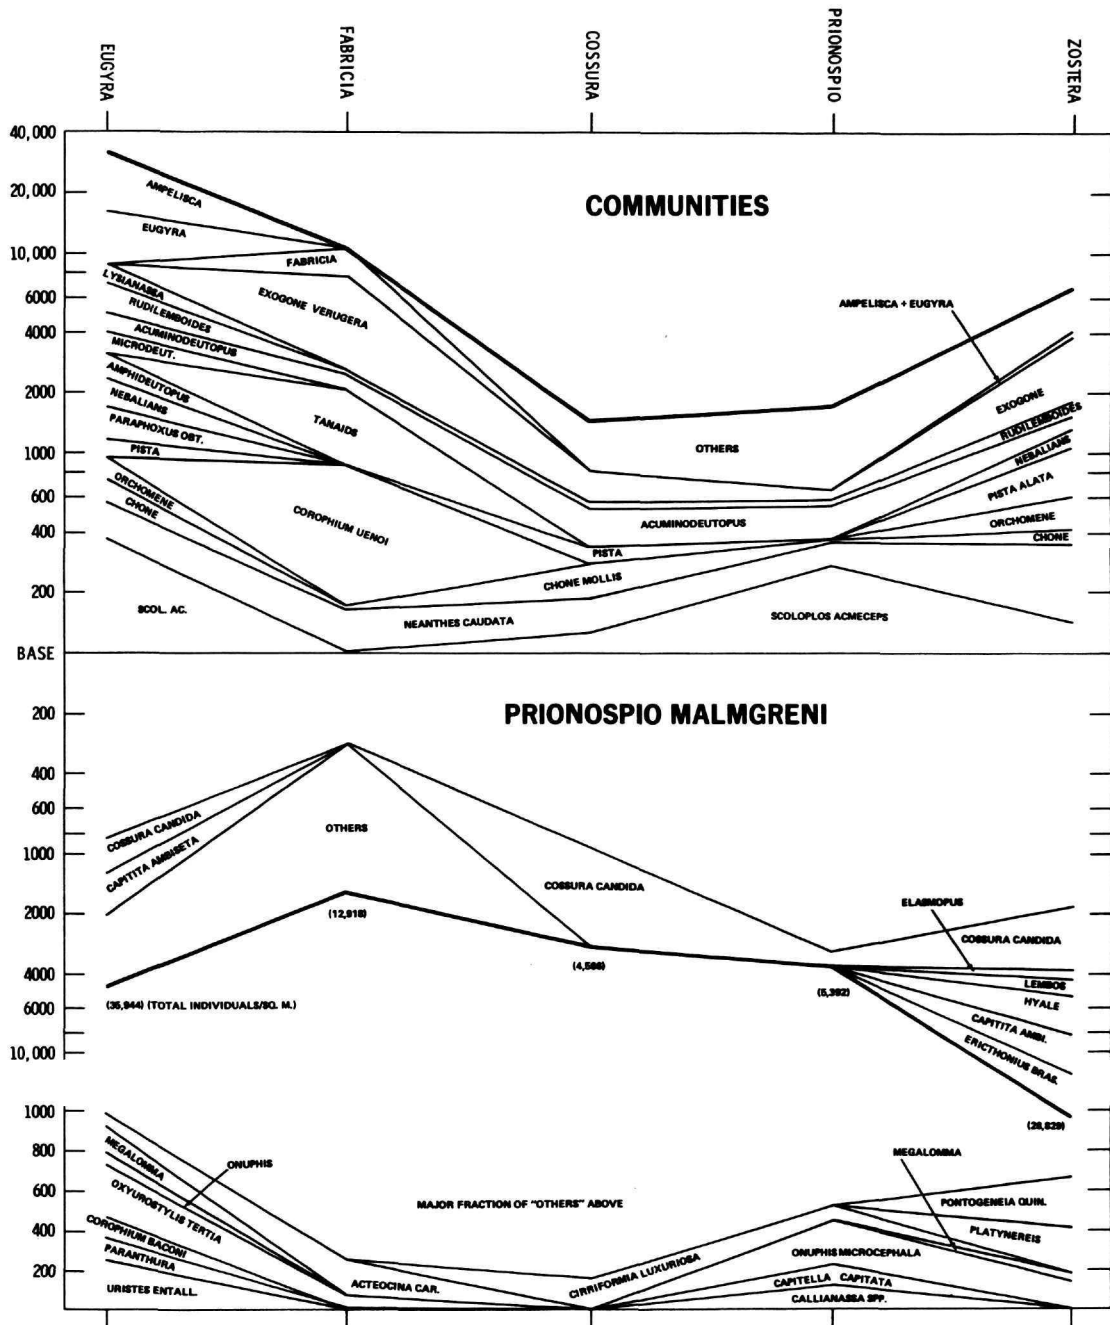 EUGYRA
FABRICIA
COSSURA
PRIONOSPIO
ZOSTERA
40,000
20,000
10,000
6000
4000
2000
1000
600
400
200
BASE
COMMUNITIES
AMPELISCA
EUGYRA
FABRICIA
LYSIANASSA
EXOGONE VERUGERA
RUDILEMBOIDES
ACUMINODEUTOPUS
MICRODEUT.
AMPHIDEUTOPUS
TANAIDS
NEBALIANS
PARAPHOXUS OBT.
PISTA
ORCHOMENE
CHONE
COROPHIUM UENOI
SCOL. AC.
NEANTHES CAUDATA
CHONE MOLLIS
PISTA
ACUMINODEUTOPUS
OTHERS
AMPELISCA + EUGYRA
EXOGONE
RUDILEMBOIDES
NEBALIANS
PISTA ALATA
ORCHOMENE
CHONE
SCOLOPLOS ACMECEPS
PRIONOSPIO MALMGRENI
200
400
600
1000
2000
4000
6000
10,000
COSSURA CANDIDA
CAPITITA AMBISETA
OTHERS
COSSURA CANDIDA
ELASMOPUS
COSSURA CANDIDA
LEMBOS
HYALE
CAPITITA AMBI.
ERICTHONIUS BRAS.
(35,944) (TOTAL INDIVIDUALS/SQ. M.)
(12,918)
(5,392)
1000
800
600
400
200
MEGALOMMA
ONUPHIS
OXYUROSTYLIS TERTIA
COROPHIUM BACONI
PARANTHURA
URISTES ENTALL.
MAJOR FRACTION OF "OTHERS" ABOVE
ACTEOCINA CAR.
CIRRIFORMIA LUXURIOSA
MEGALOMMA
PONTOGENEIA QUIN.
PLATYNEREIS
ONUPHIS MICROCEPHALA
CAPITELLA CAPITATA
CALLIANASSA SPP.